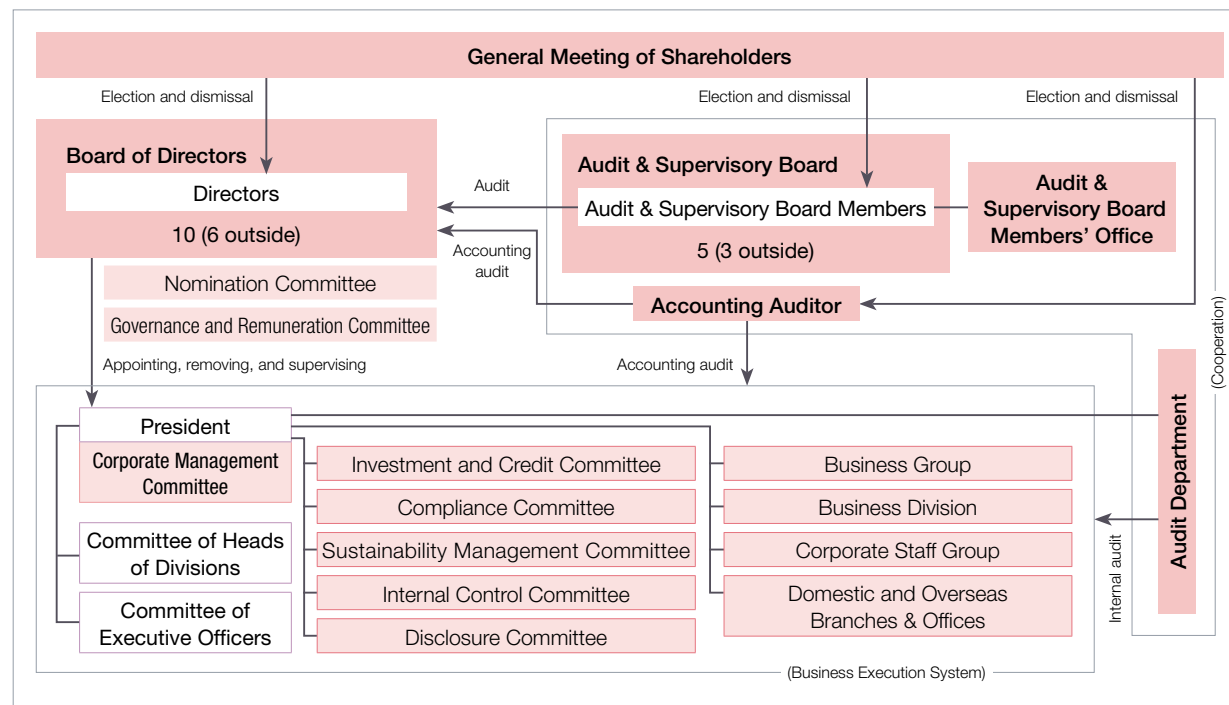 General Meeting of Shareholders
Election and dismissal
Election and dismissal
Election and dismissal
Board of Directors
Directors
10 (6 outside)
Audit
Accounting
audit
Audit & Supervisory Board
Audit & Supervisory Board Members
5 (3 outside)
Audit &
Supervisory Board
Members’ Office
Nomination Committee
Governance and Remuneration Committee
Accounting Auditor
(Cooperation)
Appointing, removing, and supervising
Accounting audit
President
Corporate Management
Committee
Committee of Heads
of Divisions
Committee of
Executive Officers
Investment and Credit Committee
Compliance Committee
Sustainability Management Committee
Internal Control Committee
Disclosure Committee
Business Group
Business Division
Corporate Staff Group
Domestic and Overseas
Branches & Offices
Internal audit
Audit Department
(Business Execution System)